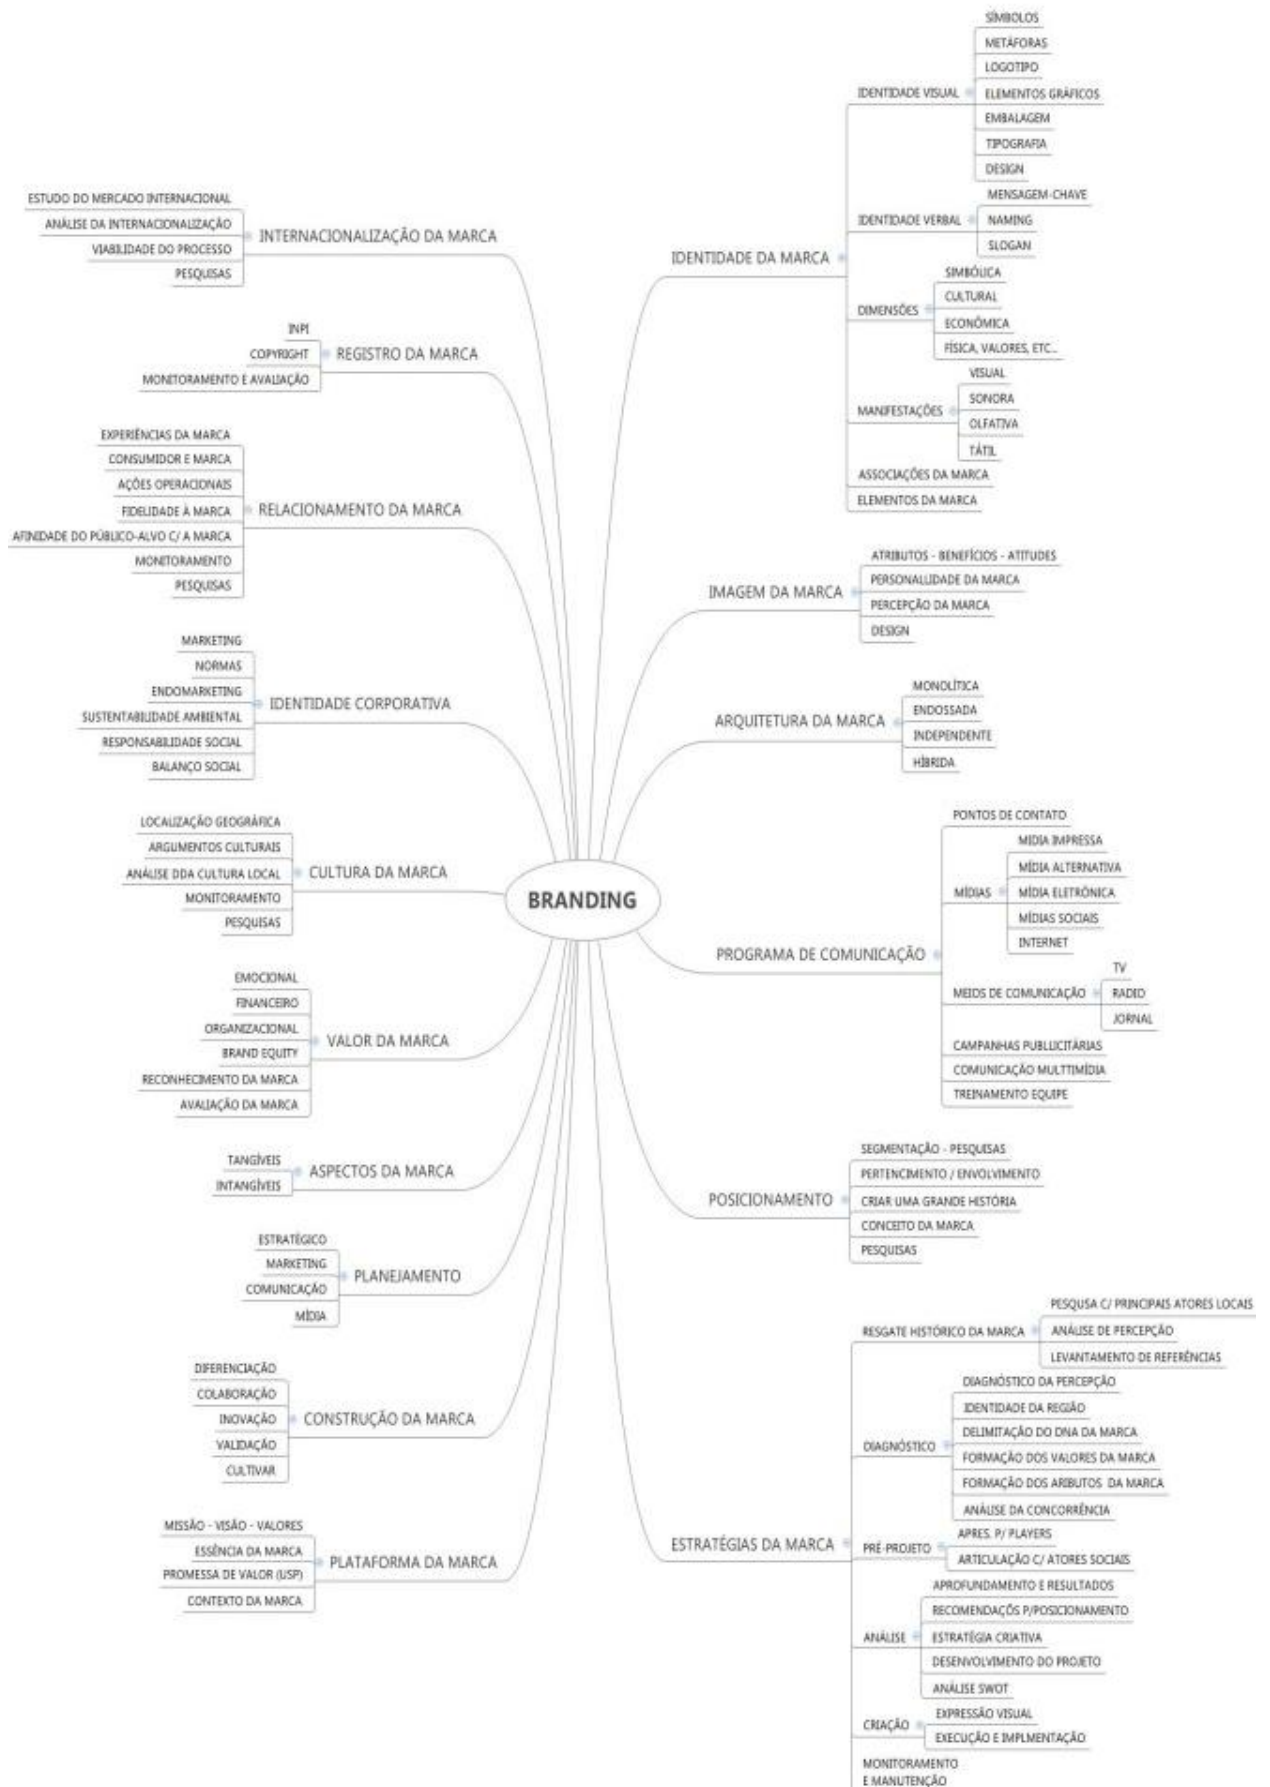 BRANDING
INTERNACIONALIZAÇÃO DA MARCA
ESTUDO DO MERCADO INTERNACIONAL
ANÁLISE DA INTERNACIONALIZAÇÃO
VIABILIDADE DO PROCESSO
PESQUISAS
REGISTRO DA MARCA
INPI
COPYRIGHT
MONITORAMENTO E AVALIAÇÃO
RELACIONAMENTO DA MARCA
EXPERIÊNCIAS DA MARCA
CONSUMIDOR E MARCA
AÇÕES OPERACIONAIS
FIDELIDADE À MARCA
AFINIDADE DO PÚBLICO-ALVO C/ A MARCA
MONITORAMENTO
PESQUISAS
IDENTIDADE CORPORATIVA
MARKETING
NORMAS
ENDOMARKETING
SUSTENTABILIDADE AMBIENTAL
RESPONSABILIDADE SOCIAL
BALANÇO SOCIAL
CULTURA DA MARCA
LOCALIZAÇÃO GEOGRÁFICA
ARGUMENTOS CULTURAIS
ANÁLISE DDA CULTURA LOCAL
MONITORAMENTO
PESQUISAS
VALOR DA MARCA
EMOCIONAL
FINANCEIRO
ORGANIZACIONAL
BRAND EQUITY
RECONHECIMENTO DA MARCA
AVALIAÇÃO DA MARCA
ASPECTOS DA MARCA
TANGÍVEIS
INTANGÍVEIS
PLANEJAMENTO
ESTRATÉGICO
MARKETING
COMUNICAÇÃO
MÍDIA
CONSTRUÇÃO DA MARCA
DIFERENCIAÇÃO
COLABORAÇÃO
INOVAÇÃO
VALIDAÇÃO
CULTIVAR
PLATAFORMA DA MARCA
MISSÃO - VISÃO - VALORES
ESSÊNCIA DA MARCA
PROMESSA DE VALOR (USP)
CONTEXTO DA MARCA
IDENTIDADE DA MARCA
IDENTIDADE VISUAL
SÍMBOLOS
METÁFORAS
LOGOTIPO
ELEMENTOS GRÁFICOS
EMBALAGEM
TIPOGRAFIA
DESIGN
IDENTIDADE VERBAL
MENSAGEM-CHAVE
NAMING
SLOGAN
DIMENSÕES
SIMBÓLICA
CULTURAL
ECONÔMICA
FÍSICA, VALORES, ETC...
MANIFESTAÇÕES
VISUAL
SONORA
OLFATIVA
TÁTIL
ASSOCIAÇÕES DA MARCA
ELEMENTOS DA MARCA
IMAGEM DA MARCA
ATRIBUTOS - BENEFÍCIOS - ATITUDES
PERSONALLIDADE DA MARCA
PERCEPÇÃO DA MARCA
DESIGN
ARQUITETURA DA MARCA
MONOLÍTICA
ENDOSSADA
INDEPENDENTE
HÍBRIDA
PROGRAMA DE COMUNICAÇÃO
PONTOS DE CONTATO
MÍDIAS
MIDIA IMPRESSA
MÍDIA ALTERNATIVA
MÍDIA ELETRÔNICA
MÍDIAS SOCIAIS
INTERNET
MEIOS DE COMUNICAÇÃO
TV
RADIO
JORNAL
CAMPANHAS PUBLLICITÁRIAS
COMUNICAÇÃO MULTTIMÍDIA
TREINAMENTO EQUIPE
POSICIONAMENTO
SEGMENTAÇÃO - PESQUISAS
PERTENCIMENTO / ENVOLVIMENTO
CRIAR UMA GRANDE HISTÓRIA
CONCEITO DA MARCA
PESQUISAS
ESTRATÉGIAS DA MARCA
RESGATE HISTÓRICO DA MARCA
PESQUSA C/ PRINCIPAIS ATORES LOCAIS
ANÁLISE DE PERCEPÇÃO
LEVANTAMENTO DE REFERÊNCIAS
DIAGNÓSTICO
DIAGNÓSTICO DA PERCEPÇÃO
IDENTIDADE DA REGIÃO
DELIMITAÇÃO DO DNA DA MARCA
FORMAÇÃO DOS VALORES DA MARCA
FORMAÇÃO DOS ARIBUTOS DA MARCA
ANÁLISE DA CONCORRÊNCIA
PRÉ-PROJETO
APRES. P/ PLAYERS
ARTICULAÇÃO C/ ATORES SOCIAIS
ANÁLISE
APROFUNDAMENTO E RESULTADOS
RECOMENDAÇÕS P/POSICIONAMENTO
ESTRATÉGIA CRIATIVA
DESENVOLVIMENTO DO PROJETO
ANÁLISE SWOT
CRIAÇÃO
EXPRESSÃO VISUAL
EXECUÇÃO E IMPLMENTAÇÃO
MONITORAMENTO
E MANUTENÇÃO